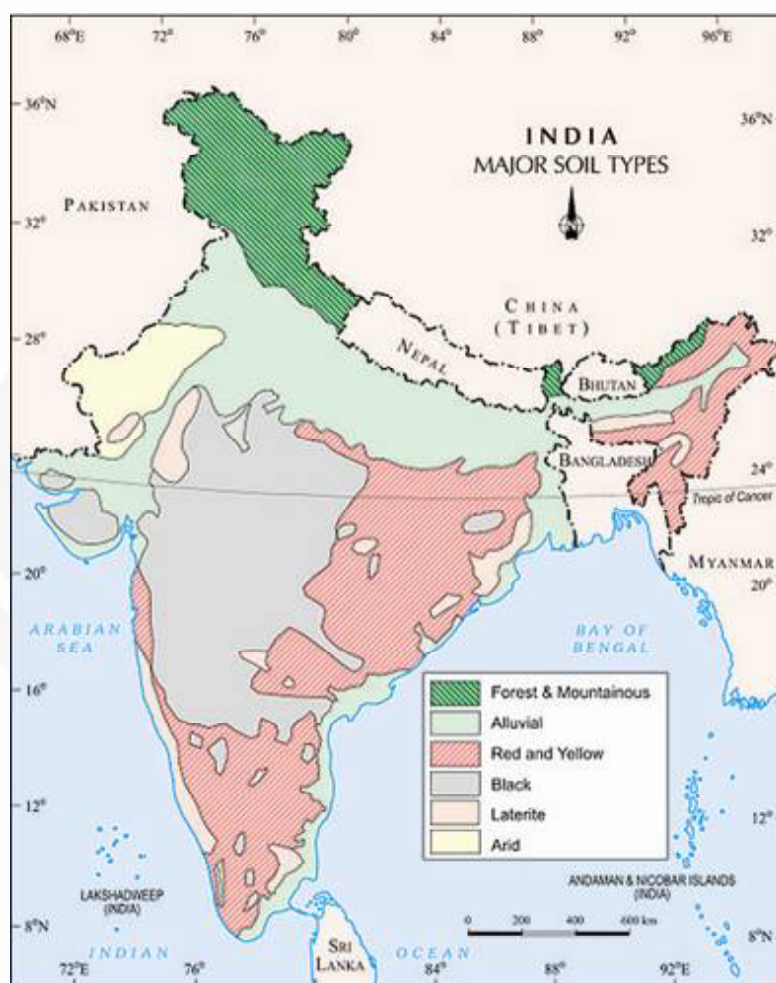 68°E 72° 76° 80° 84° 88° 92° 96°E
36°N
36°N
INDIA
MAJOR SOIL TYPES
PAKISTAN
32°
32°
CHINA
(TIBET)
28°
28°
NEPAL
BHUTAN
BANGLADESH
24°
24°
Tropic of Cancer
MYANMAR
20°
20°
ARABIAN
SEA
BAY OF
BENGAL
16°
16°
Forest & Mountainous
Alluvial
Red and Yellow
Black
Laterite
Arid
12°
12°
LAKSHADWEEP
(INDIA)
ANDAMAN & NICOBAR ISLANDS
(INDIA)
8°N
8°N
0 200 400 600 km
INDIAN OCEAN
SRI
LANKA
72°E 76° 80° 84° 88° 92°E